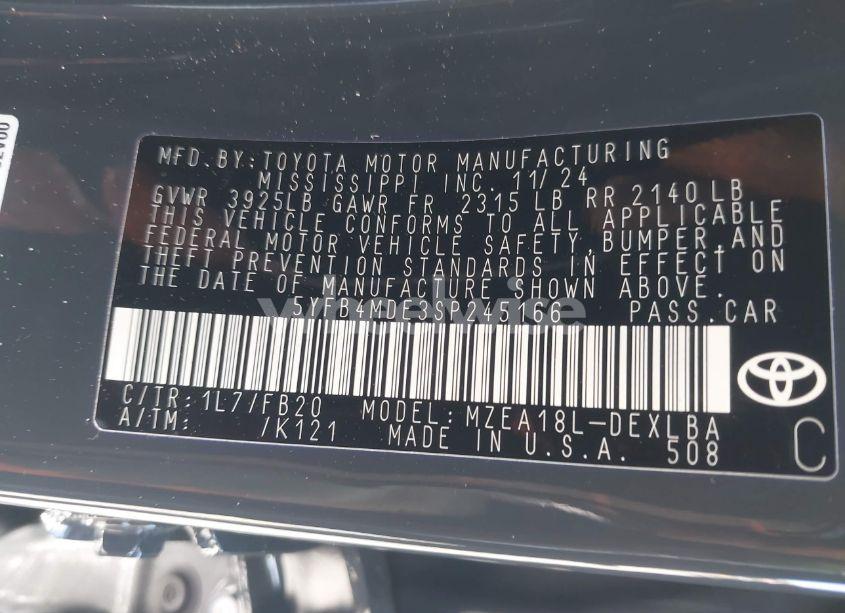 MFD. BY: TOYOTA MOTOR MANUFACTURING
MISSISSIPPI INC. 11/24
GVWR 3925LB GAWR FR 2315 LB RR 2140 LB
THIS VEHICLE CONFORMS TO ALL APPLICABLE
FEDERAL MOTOR VEHICLE SAFETY, BUMPER, AND
THEFT PREVENTION STANDARDS IN EFFECT ON
THE DATE OF MANUFACTURE SHOWN ABOVE.
5YFB4MDE3SP245166 PASS.CAR
wheelwise
C/TR: 1L7/FB20 MODEL: MZEA18L-DEXLBA
A/TM: /K121 MADE IN U.S.A. 508
C